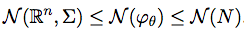 𝒩(ℝⁿ, Σ) ≤ 𝒩(φ_θ) ≤ 𝒩(N)